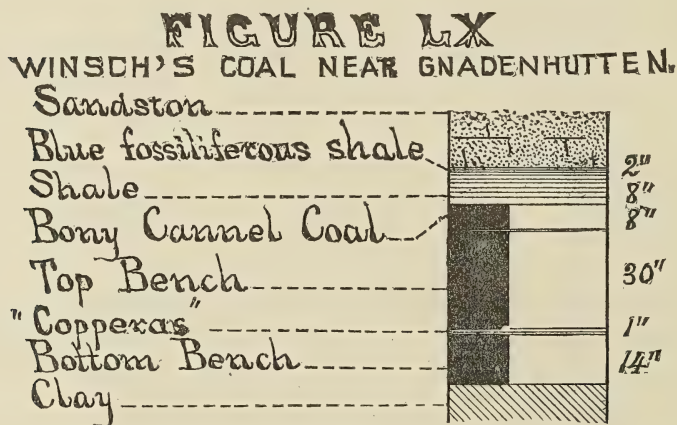 FIGURE LX
WINSCH'S COAL NEAR GNADENHUTTEN.
Sandston
Blue fossiliferous shale 2"
Shale 8"
Bony Cannel Coal 8"
Top Bench 30"
"Copperas" 1"
Bottom Bench 14"
Clay